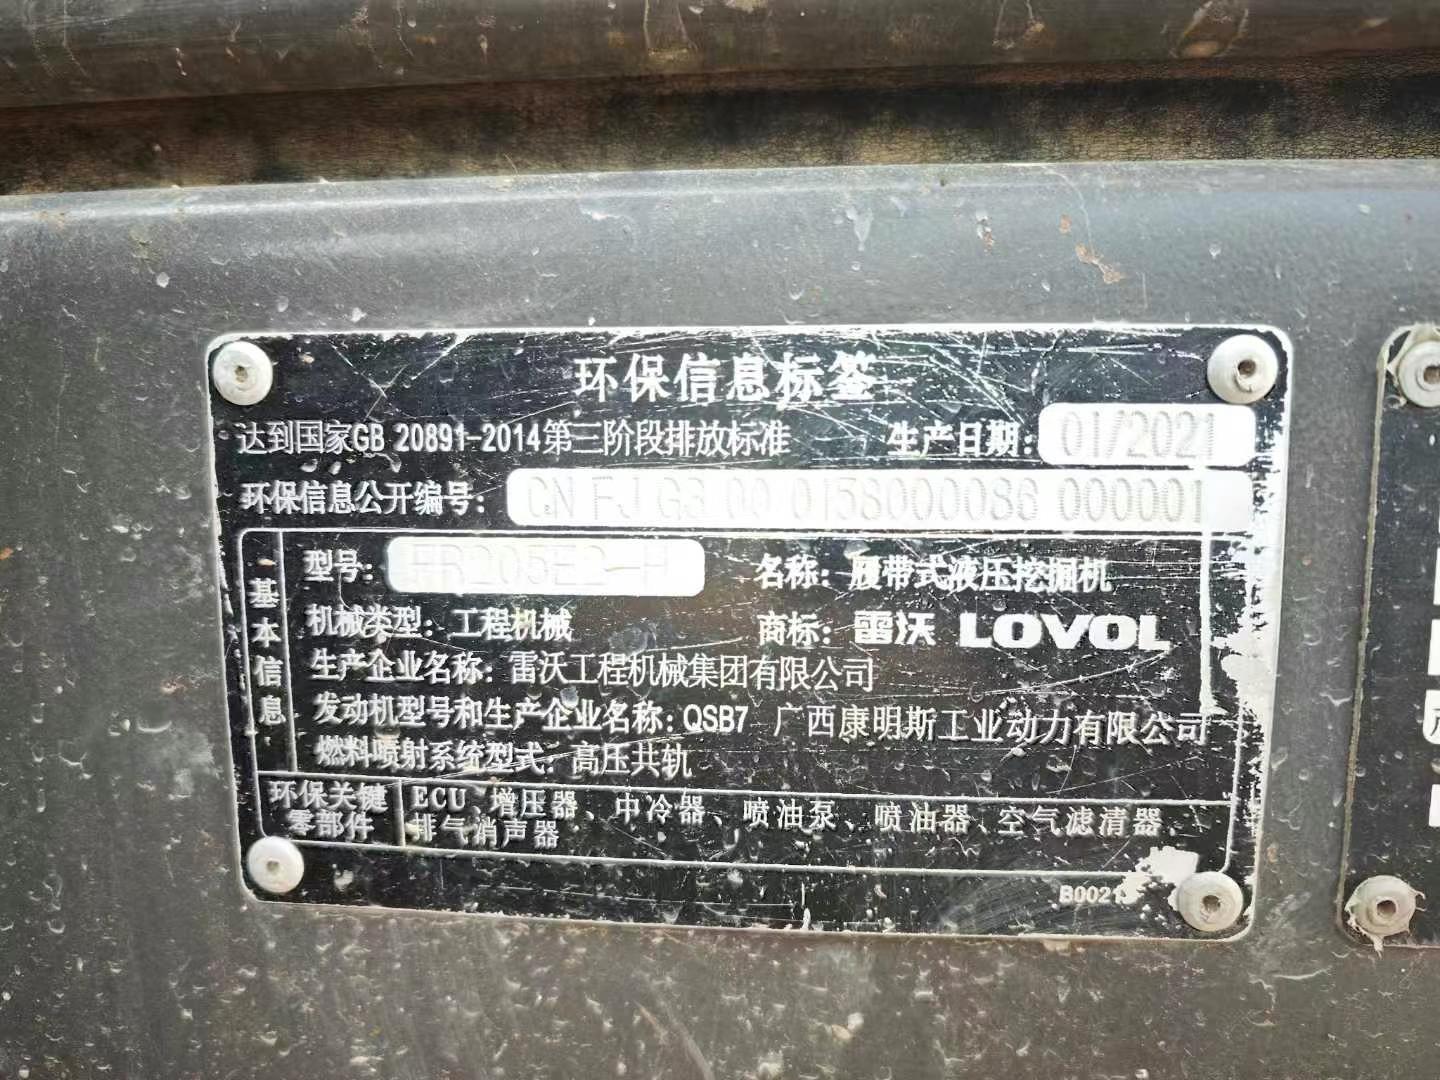 环保信息标签
达到国家GB 20891-2014第三阶段排放标准 生产日期: 01/2021
环保信息公开编号: CN FJ G3 00 0158000086 000001
基本信息
型号: FR205E2-H 名称: 履带式液压挖掘机
机械类型: 工程机械 商标: 雷沃 LOVOL
生产企业名称: 雷沃工程机械集团有限公司
发动机型号和生产企业名称: QSB7 广西康明斯工业动力有限公司
燃料喷射系统型式: 高压共轨
环保关键零部件 ECU、增压器、中冷器、喷油泵、喷油器、空气滤清器、
排气消声器